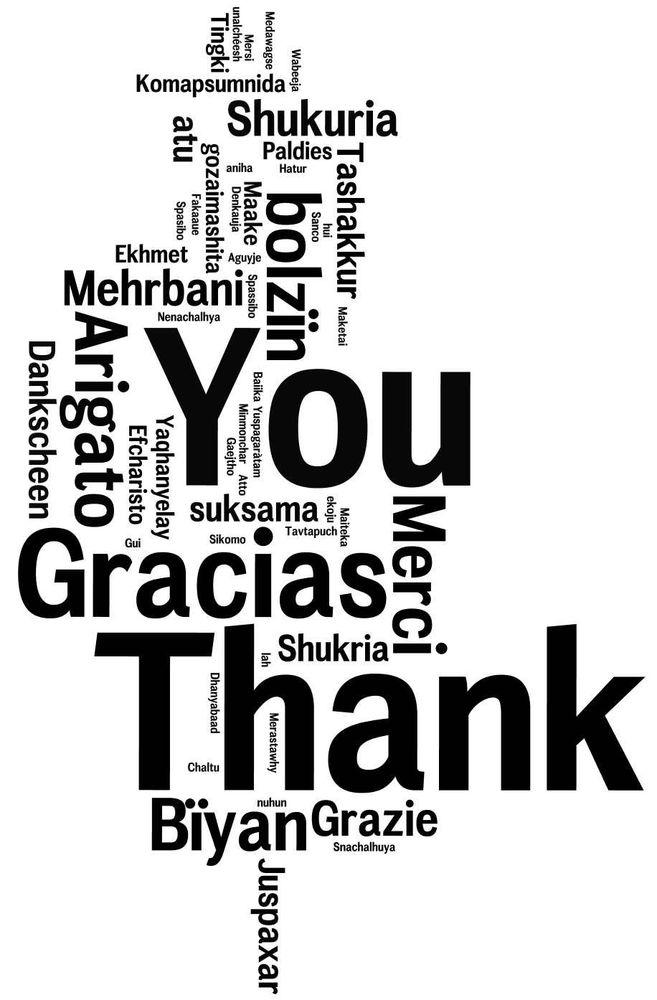 Tingki
unalchéesh
Mersi
Medawagse
Wabeeja
Komapsumnida
Shukuria
atu
gozaimashita
Paldies
Tashakkur
aniha
Hatur
Maake
Denkauja
Fakaaue
Spasibo
bolzïn
Sanco
hui
Ekhmet
Aguyje
Mehrbani
Spassibo
Nenachalhya
Maketai
Arigato
You
Dankscheen
Baiika
Yuspagaràtam
Minmonchar
Gaejtho
Atto
Yaqhanyelay
Efcharisto
suksama
ekoju
Maiteka
Merci
Tavtapuch
Sikomo
Gui
Gracias
Thank
Shukria
lah
Dhanyabaad
Merastawhy
Chaltu
Bïyan
nuhun
Grazie
Snachalhuya
Juspaxar